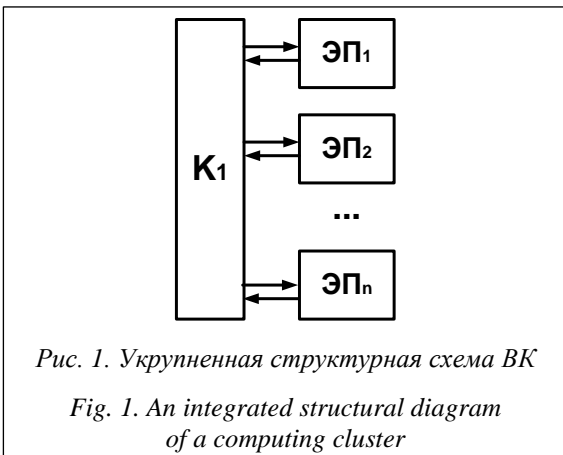 K₁
ЭП₁
ЭП₂
...
ЭПₙ
Рис. 1. Укрупненная структурная схема ВК
Fig. 1. An integrated structural diagram
of a computing cluster